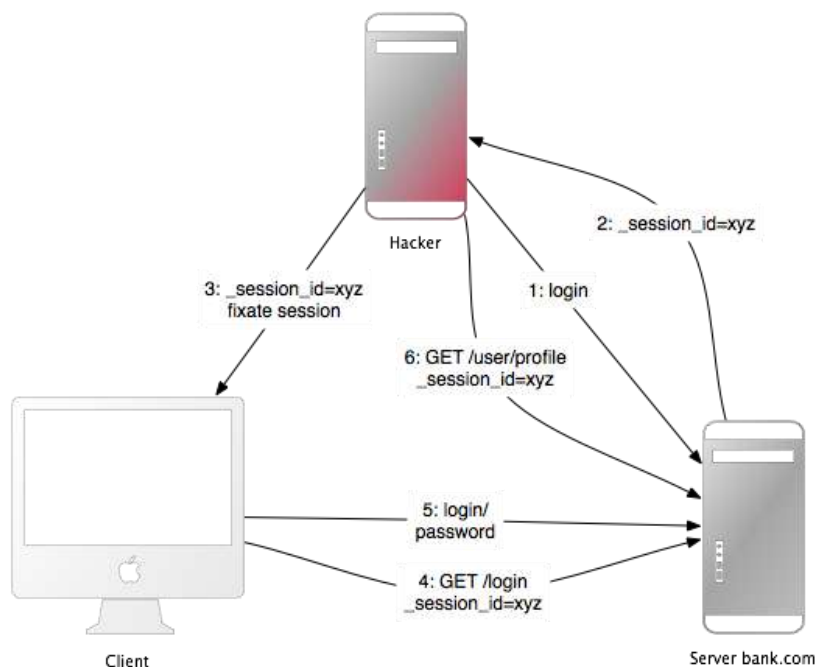 Hacker
2: _session_id=xyz
3: _session_id=xyz
fixate session
1: login
6: GET /user/profile
_session_id=xyz
5: login/
password
4: GET /login
_session_id=xyz
Client
Server bank.com